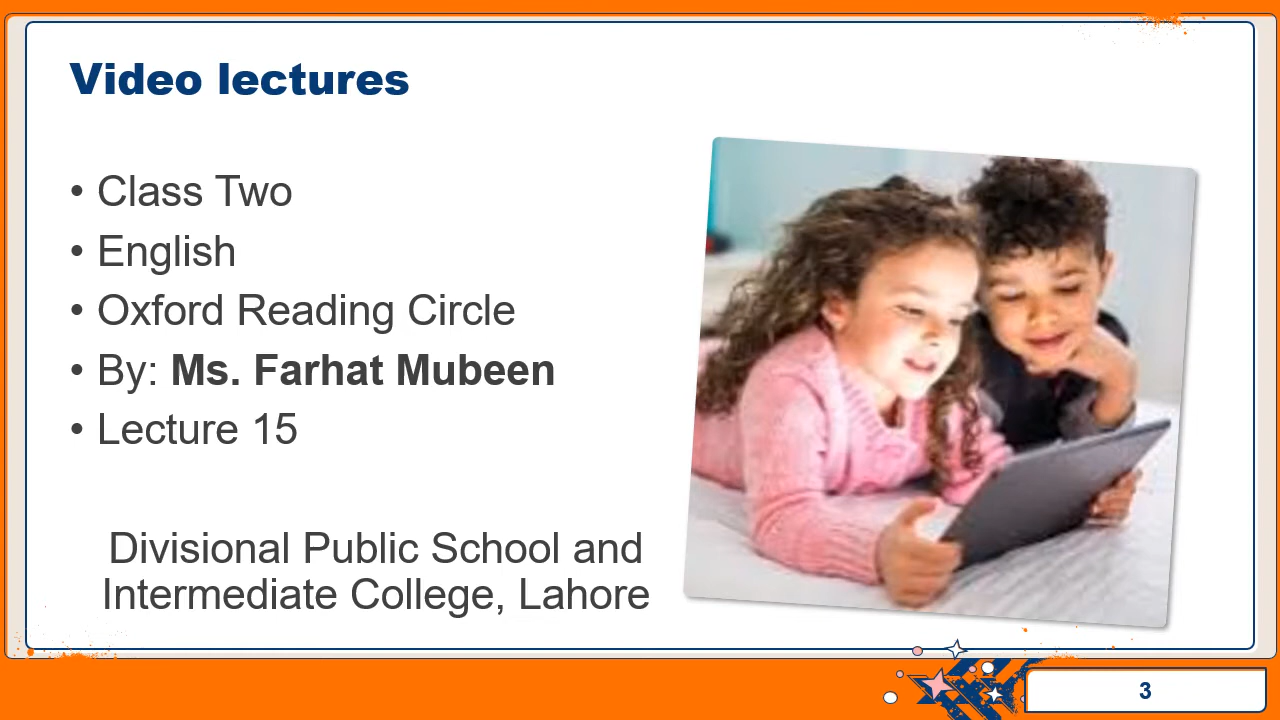 Video lectures
• Class Two
• English
• Oxford Reading Circle
• By: Ms. Farhat Mubeen
• Lecture 15
Divisional Public School and
Intermediate College, Lahore
3